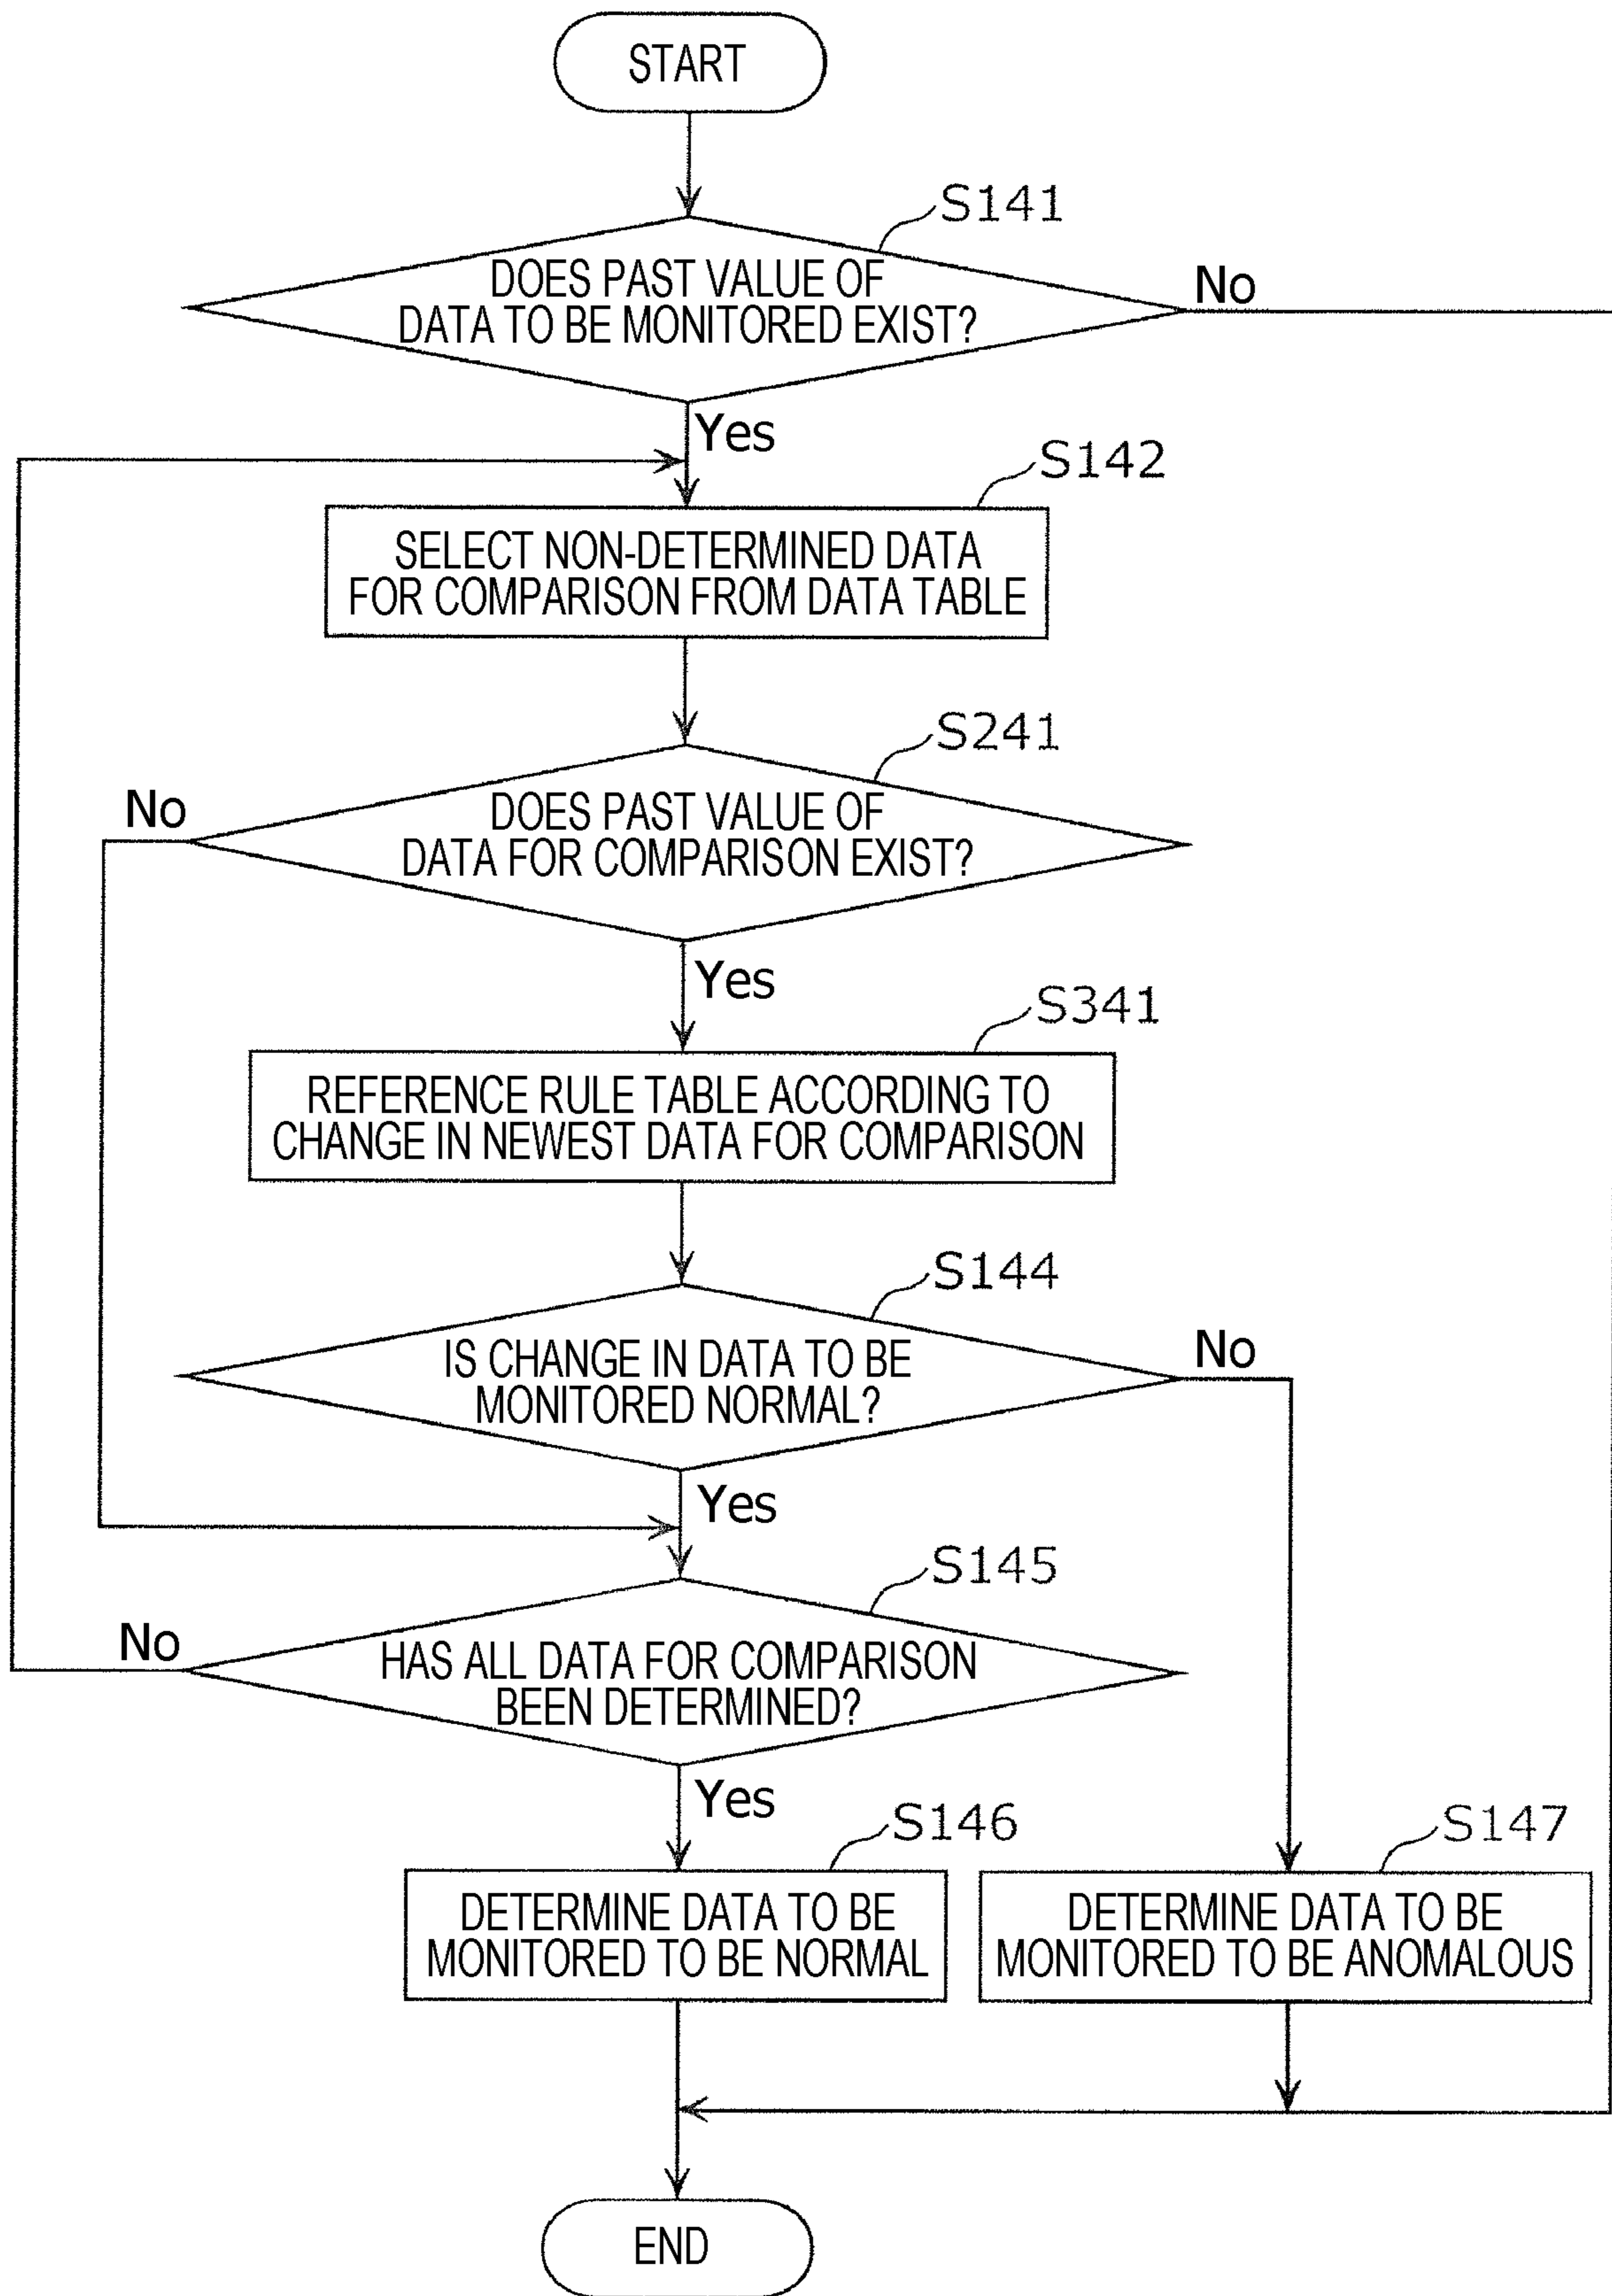 START
S141
DOES PAST VALUE OF
DATA TO BE MONITORED EXIST?
No
Yes
S142
SELECT NON-DETERMINED DATA
FOR COMPARISON FROM DATA TABLE
S241
DOES PAST VALUE OF
DATA FOR COMPARISON EXIST?
No
Yes
S341
REFERENCE RULE TABLE ACCORDING TO
CHANGE IN NEWEST DATA FOR COMPARISON
S144
IS CHANGE IN DATA TO BE
MONITORED NORMAL?
No
Yes
S145
HAS ALL DATA FOR COMPARISON
BEEN DETERMINED?
No
Yes
S146
DETERMINE DATA TO BE
MONITORED TO BE NORMAL
S147
DETERMINE DATA TO BE
MONITORED TO BE ANOMALOUS
END